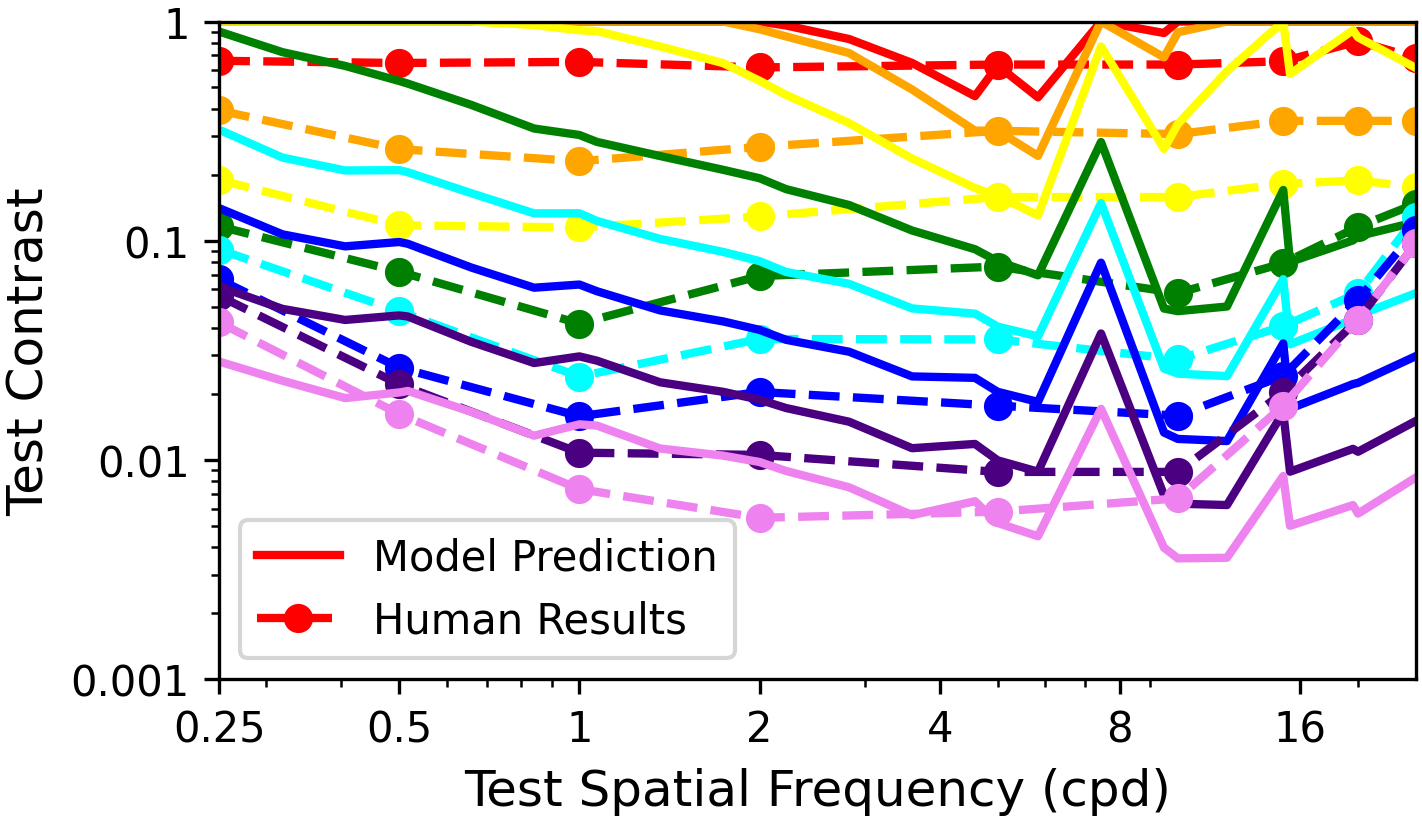 1
0.1
0.01
0.001
Test Contrast
Model Prediction
Human Results
0.25 0.5 1 2 4 8 16
Test Spatial Frequency (cpd)